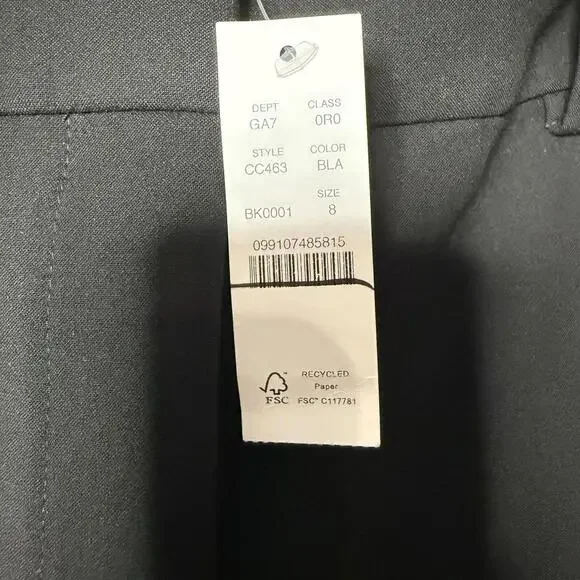 DEPT CLASS
GA7 0R0
STYLE COLOR
CC463 BLA
SIZE
BK0001 8
099107485815
RECYCLED
Paper
FSC™ C117781
FSC